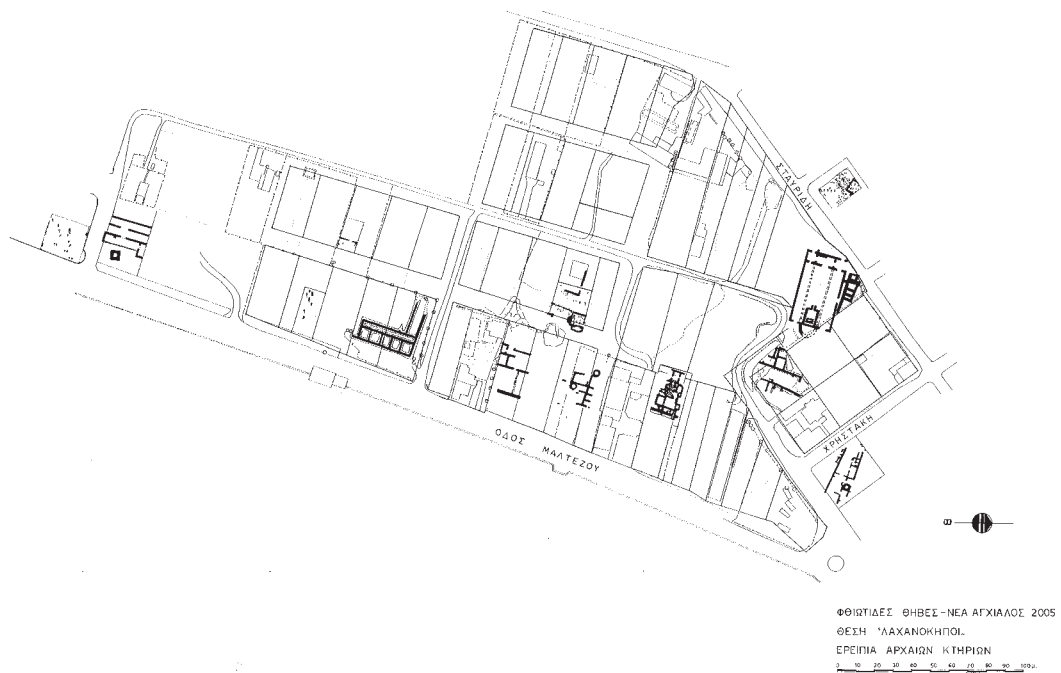 ΣΤΑΥΡΙΔΗ
ΧΡΗΣΤΑΚΗ
ΟΔΟΣ ΜΑΛΤΕΖΟΥ
Β
ΦΘΙΩΤΙΔΕΣ ΘΗΒΕΣ-ΝΕΑ ΑΓΧΙΑΛΟΣ 2005
ΘΕΣΗ "ΛΑΧΑΝΟΚΗΠΟΙ„
ΕΡΕΙΠΙΑ ΑΡΧΑΙΩΝ ΚΤΗΡΙΩΝ
0 10 20 30 40 50 60 70 80 90 100μ.